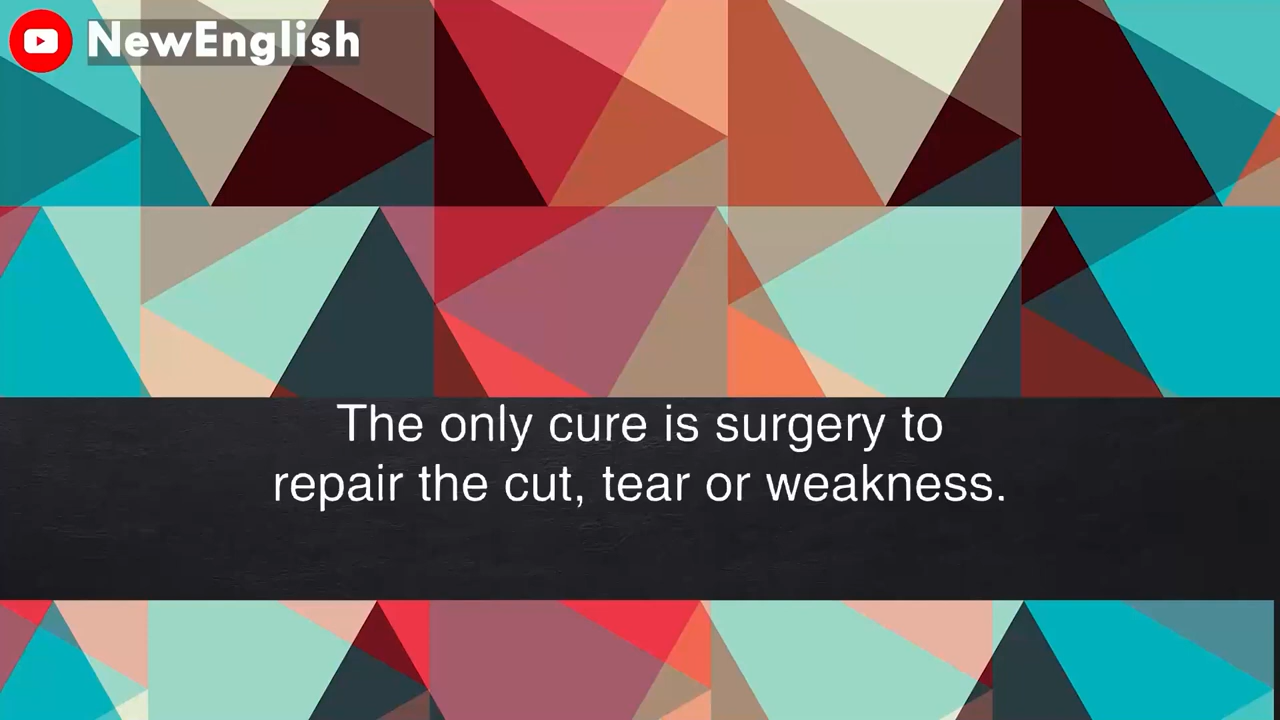 NewEnglish
The only cure is surgery to
repair the cut, tear or weakness.